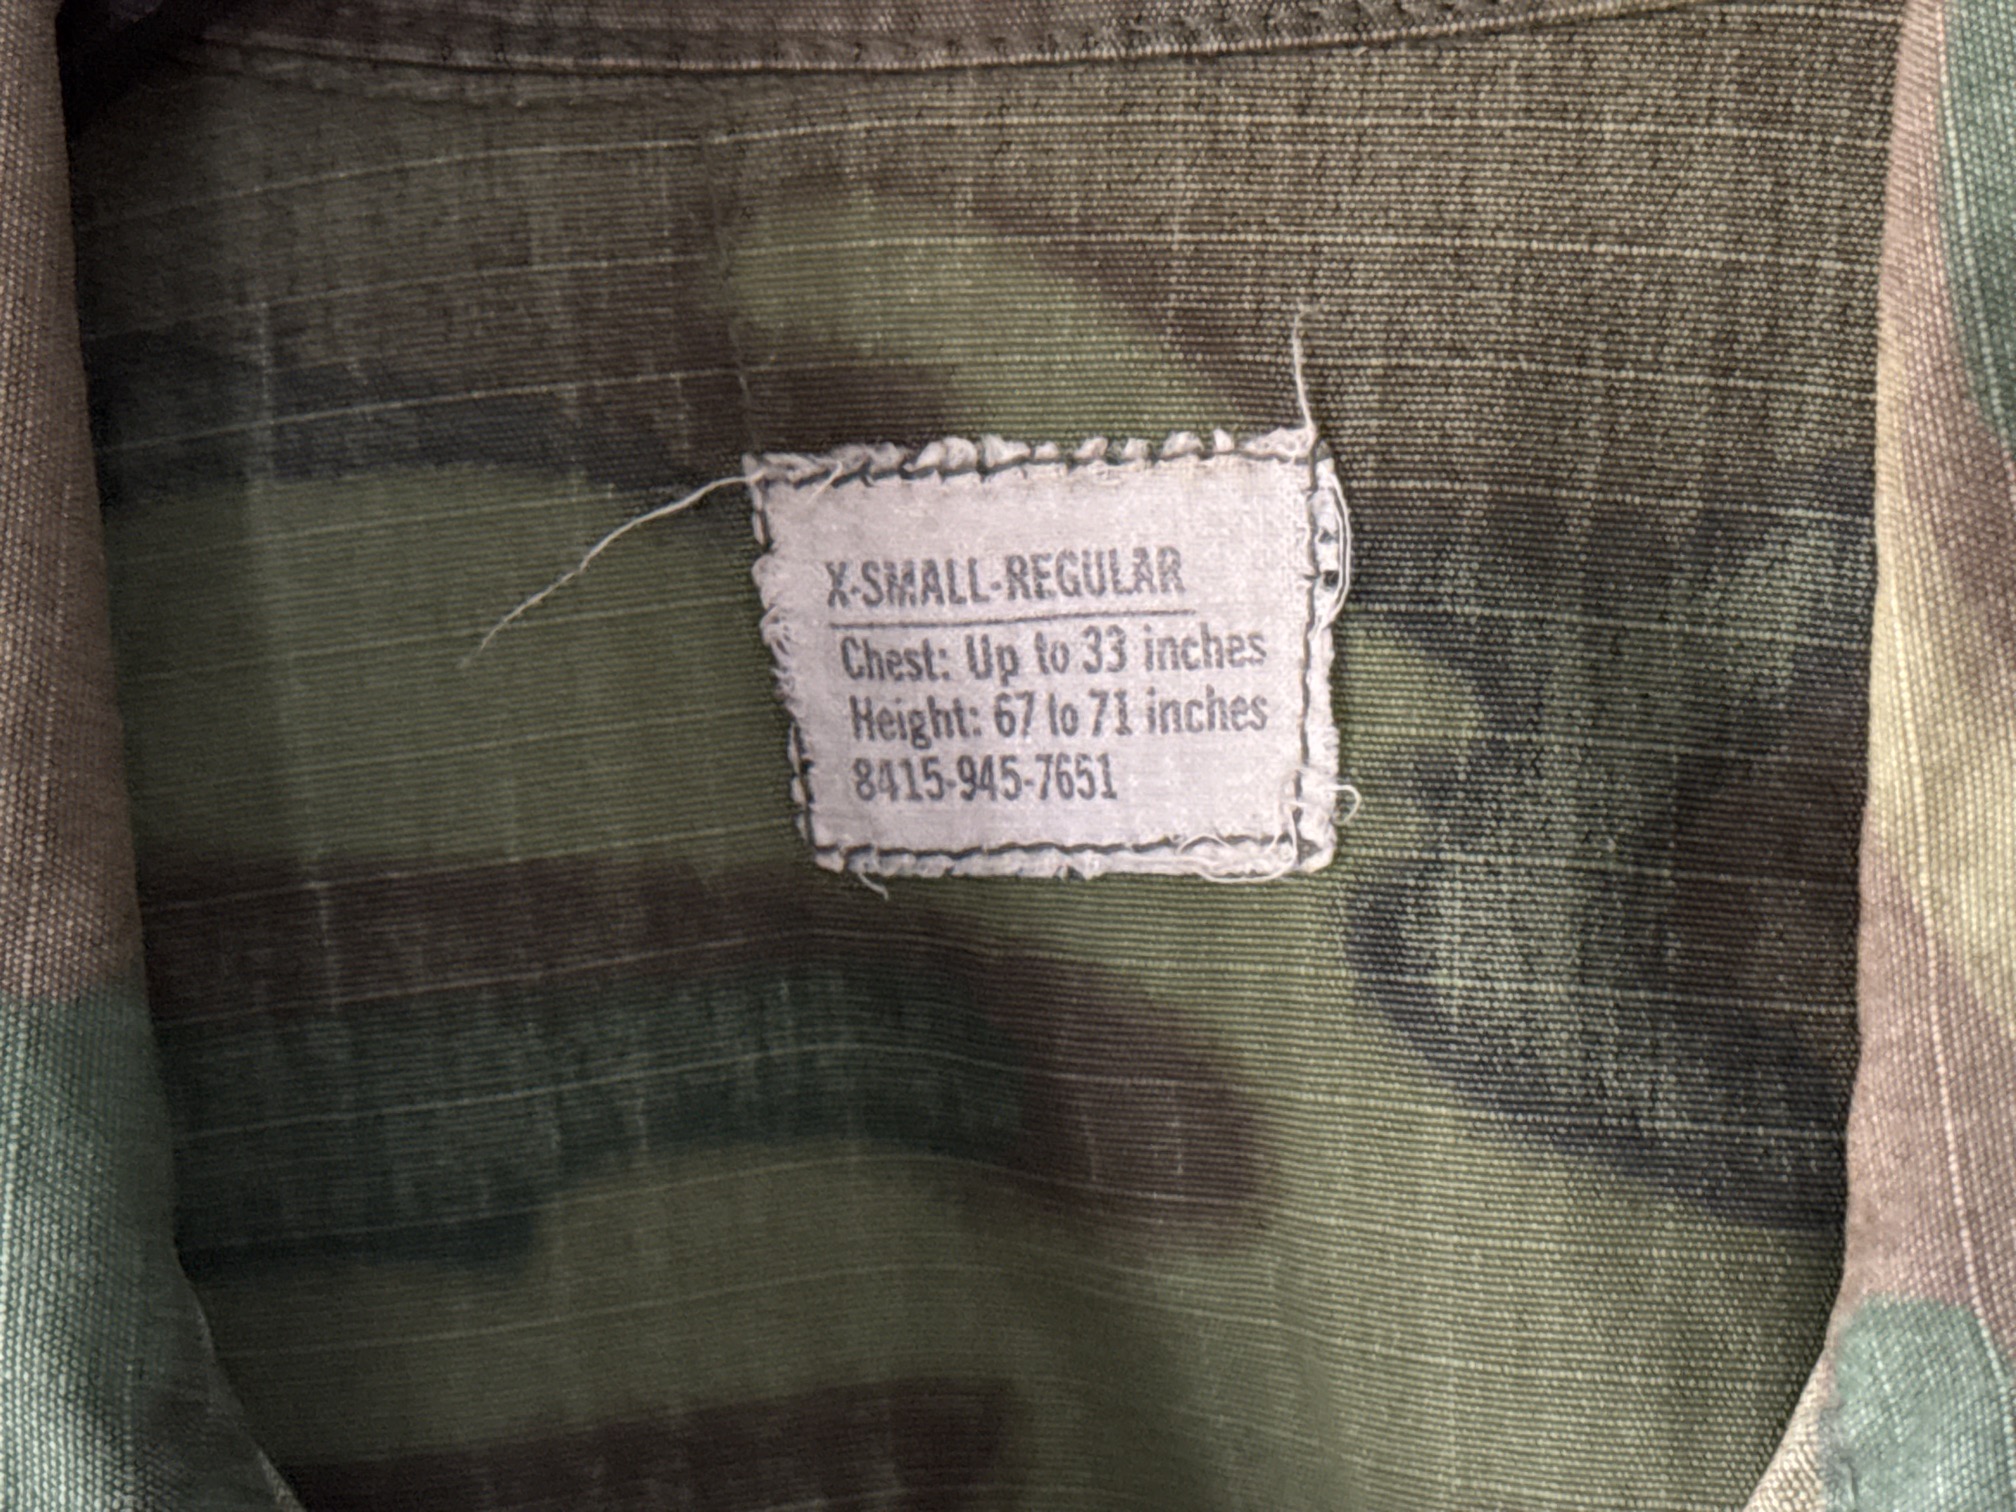 X-SMALL-REGULAR
Chest: Up to 33 inches
Height: 67 to 71 inches
8415-945-7651